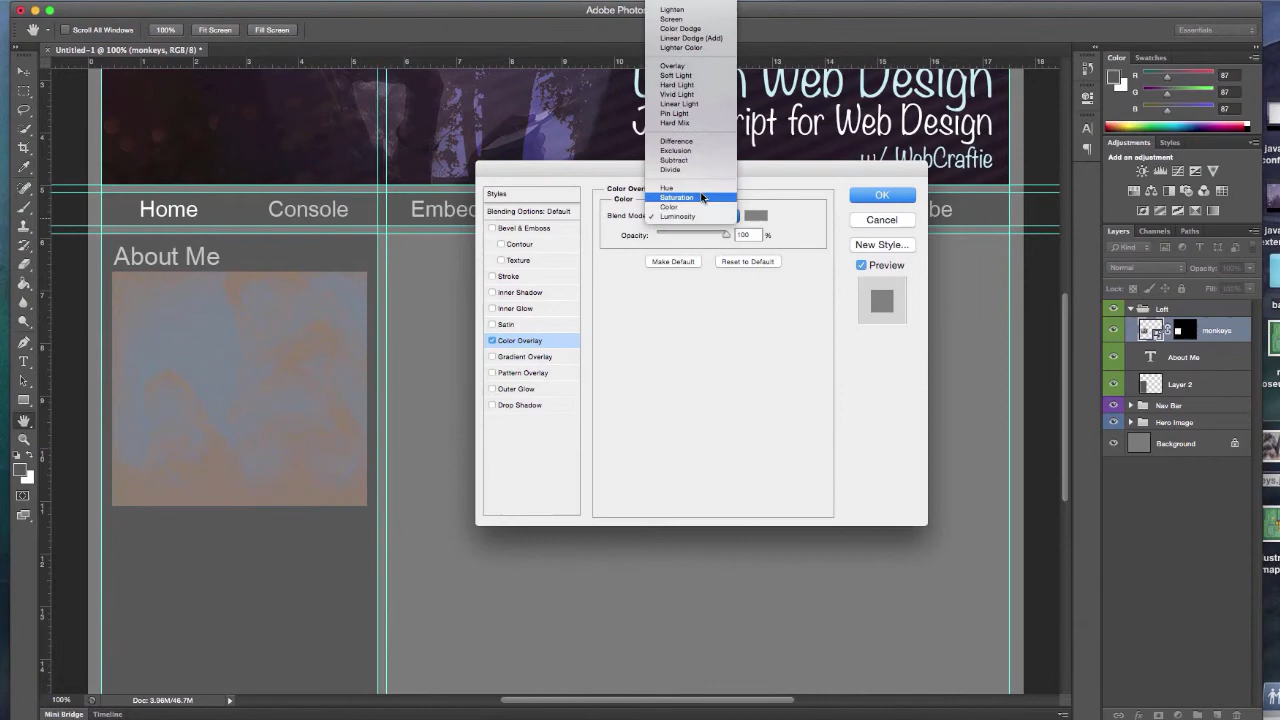 Adobe Photos
Scroll All Windows
100%
Fit Screen
Fill Screen
Essentials
Untitled-1 @ 100% (monkeys, RGB/8) *
Lighten
Screen
Color Dodge
Linear Dodge (Add)
Lighter Color
Overlay
Soft Light
Hard Light
Vivid Light
Linear Light
Pin Light
Hard Mix
Difference
Exclusion
Subtract
Divide
Hue
Saturation
Color
Luminosity
Web Design
Script for Web Design
w/ WebCraftie
Home
Console
Embed
be
About Me
Styles
Blending Options: Default
Bevel & Emboss
Contour
Texture
Stroke
Inner Shadow
Inner Glow
Satin
Color Overlay
Gradient Overlay
Pattern Overlay
Outer Glow
Drop Shadow
Color Over
Color
Blend Mode
Opacity:
100
%
Make Default
Reset to Default
OK
Cancel
New Style...
Preview
Color
Swatches
R
87
G
87
B
87
Adjustments
Styles
Add an adjustment
Layers
Channels
Paths
Kind
Normal
Opacity:
100%
Lock:
Fill:
100%
Loft
monkeys
About Me
Layer 2
Nav Bar
Hero Image
Background
100%
Doc: 3.96M/46.7M
Mini Bridge
Timeline